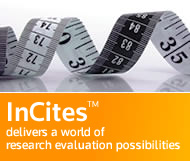 InCites™
delivers a world of
research evaluation possibilities